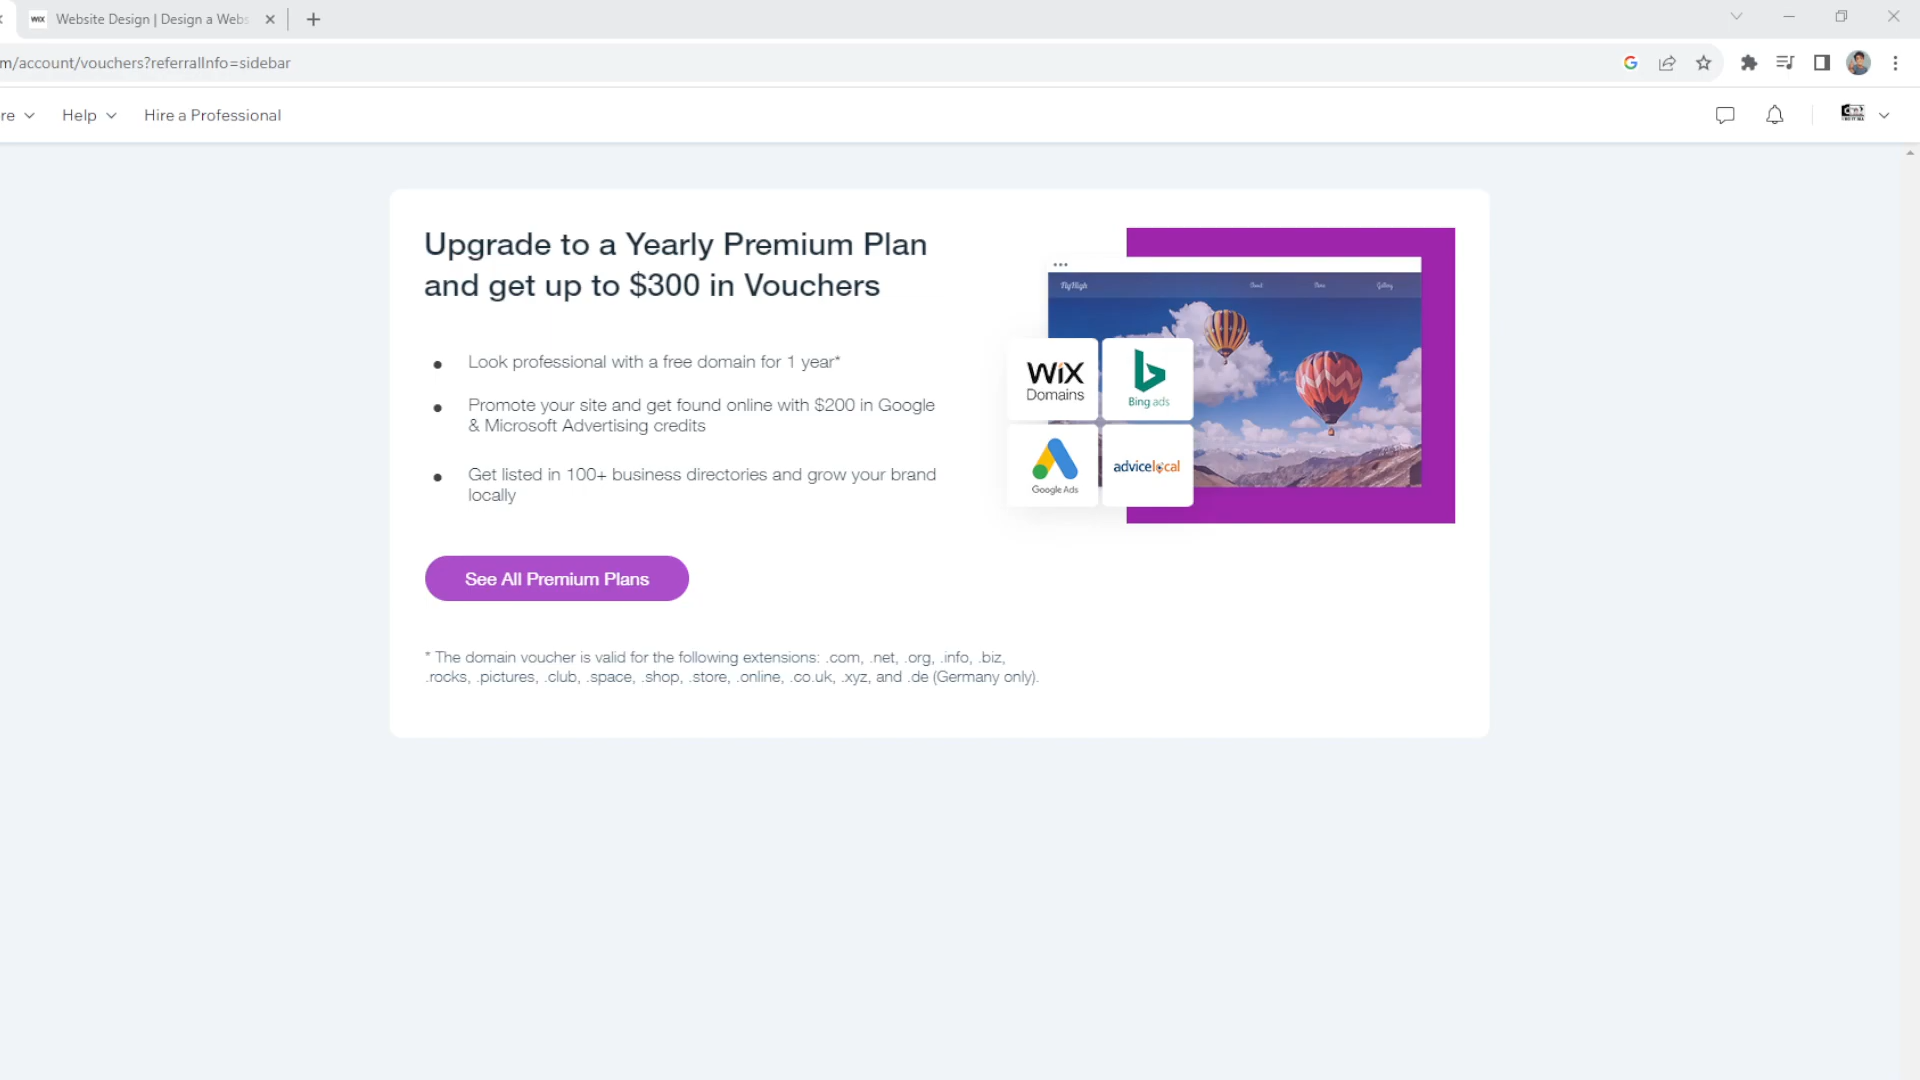 WiX Website Design | Design a Webs
m/account/vouchers?referralInfo=sidebar
re Help Hire a Professional
Upgrade to a Yearly Premium Plan
and get up to $300 in Vouchers
Look professional with a free domain for 1 year*
Promote your site and get found online with $200 in Google
& Microsoft Advertising credits
Get listed in 100+ business directories and grow your brand
locally
See All Premium Plans
* The domain voucher is valid for the following extensions: .com, .net, .org, .info, .biz,
.rocks, .pictures, .club, .space, .shop, .store, .online, .co.uk, .xyz, and .de (Germany only).
FlyHigh About Gallery
WiX
Domains
Bing ads
Google Ads
advicelocal